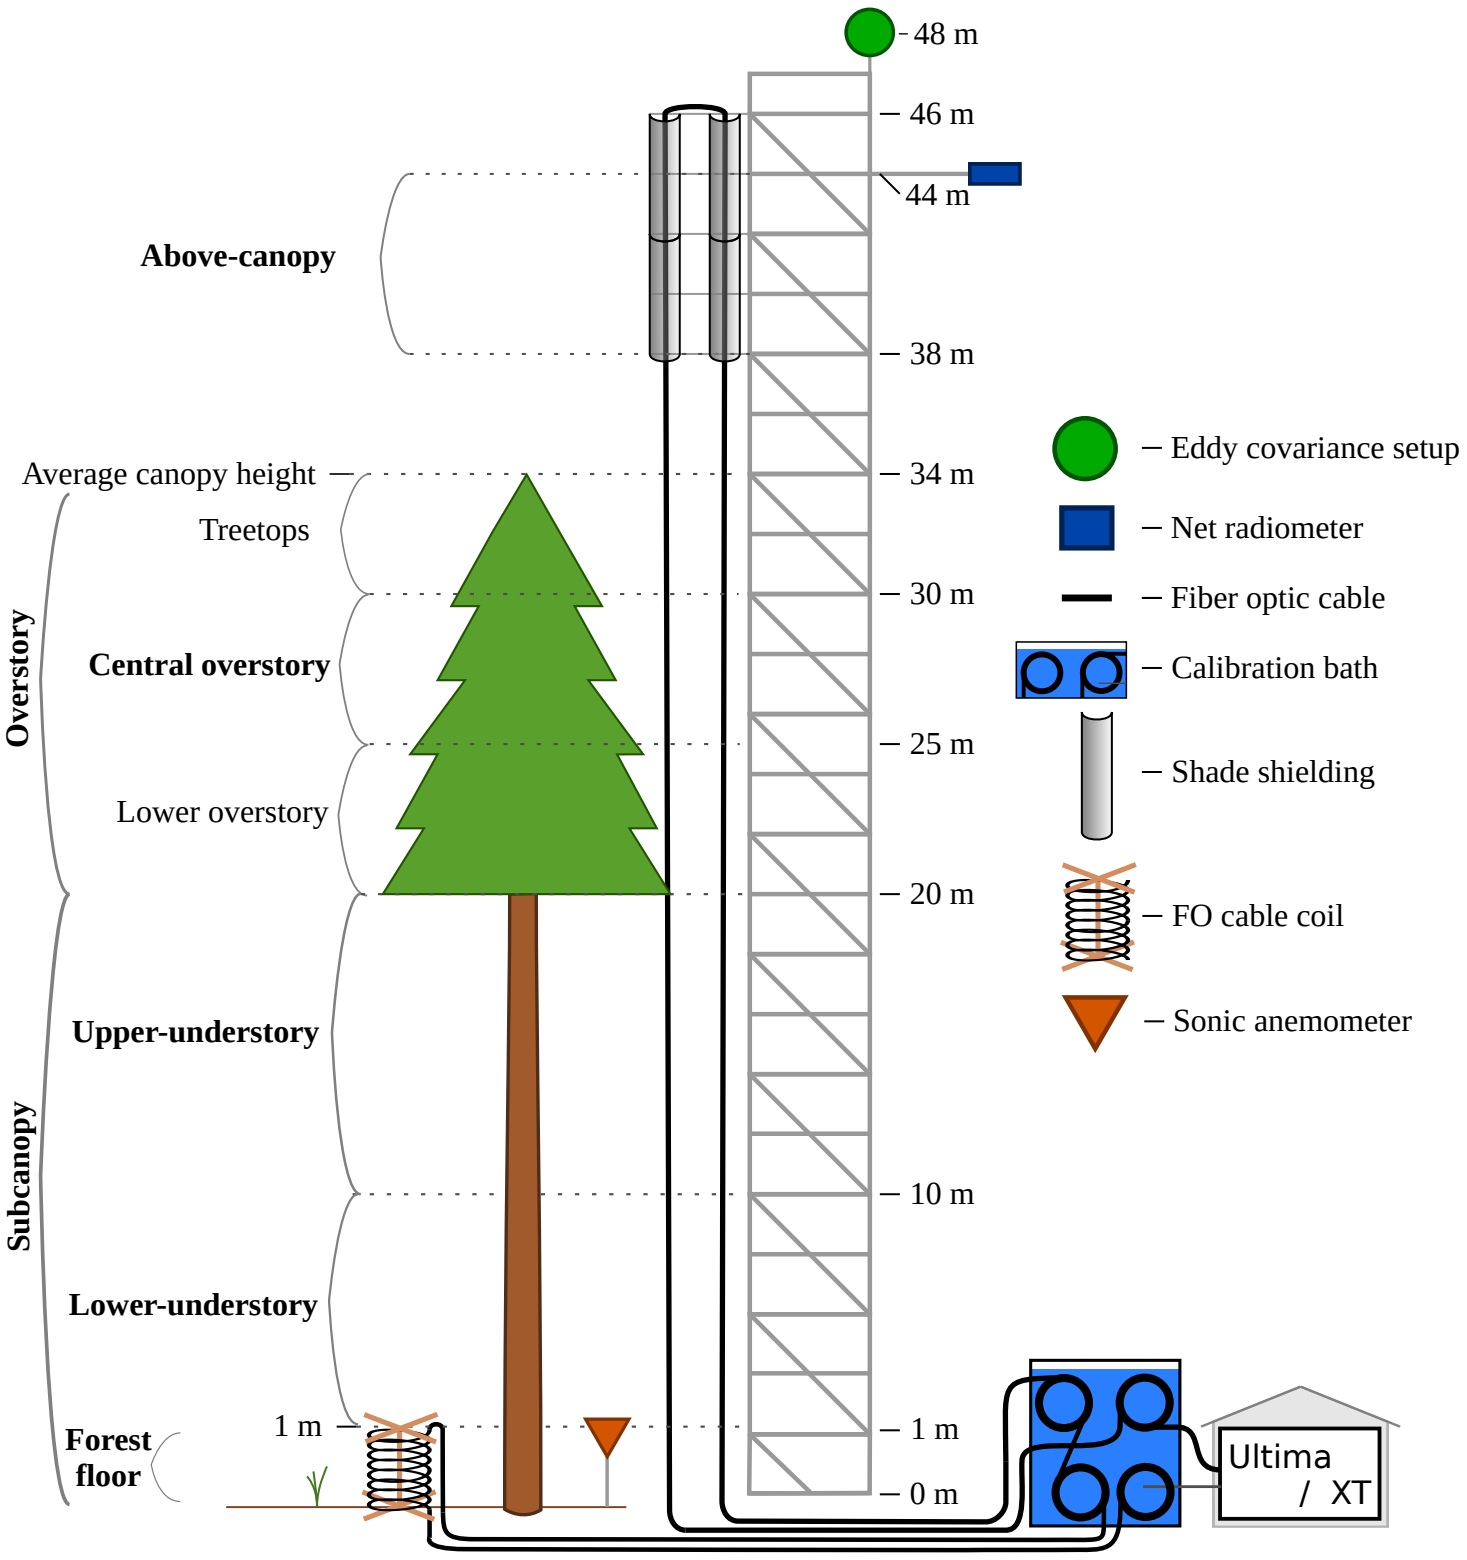 48 m
46 m
44 m
Above-canopy
38 m
Average canopy height
34 m
Treetops
30 m
Overstory
Central overstory
25 m
Lower overstory
20 m
Eddy covariance setup
Net radiometer
Fiber optic cable
Calibration bath
Shade shielding
FO cable coil
Sonic anemometer
Subcanopy
Upper-understory
10 m
Lower-understory
1 m
1 m
Forest
floor
0 m
Ultima
/ XT